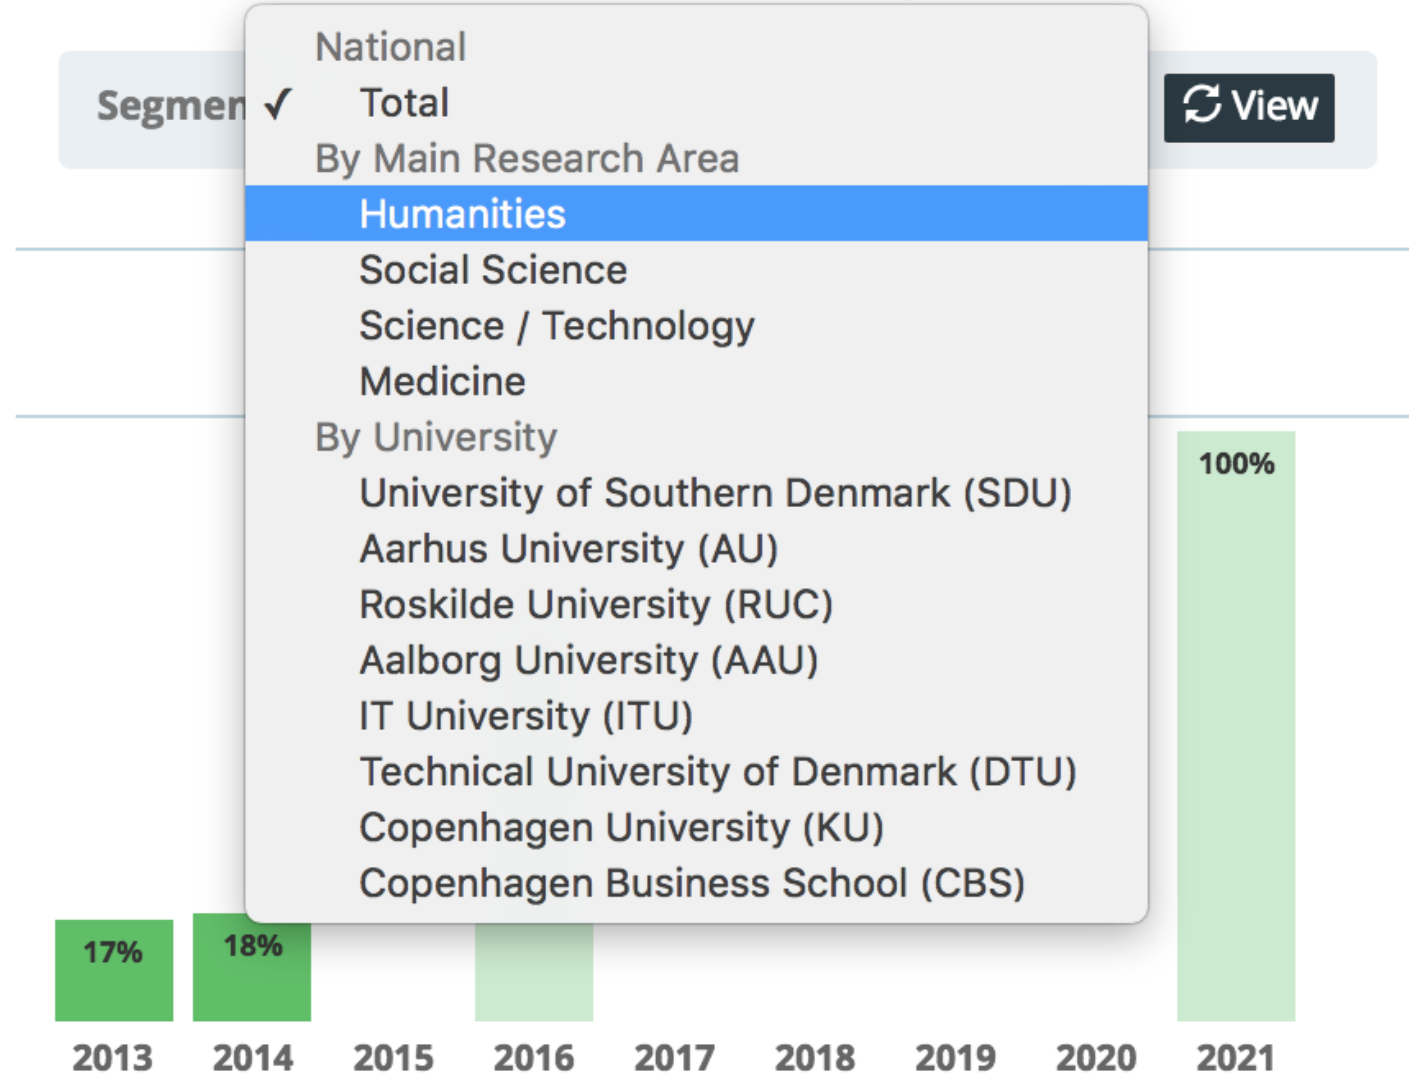 National
Segmen ✓ Total View
By Main Research Area
Humanities
Social Science
Science / Technology
Medicine
By University
University of Southern Denmark (SDU)
Aarhus University (AU)
Roskilde University (RUC)
Aalborg University (AAU)
IT University (ITU)
Technical University of Denmark (DTU)
Copenhagen University (KU)
Copenhagen Business School (CBS)
100%
17% 18%
2013 2014 2015 2016 2017 2018 2019 2020 2021